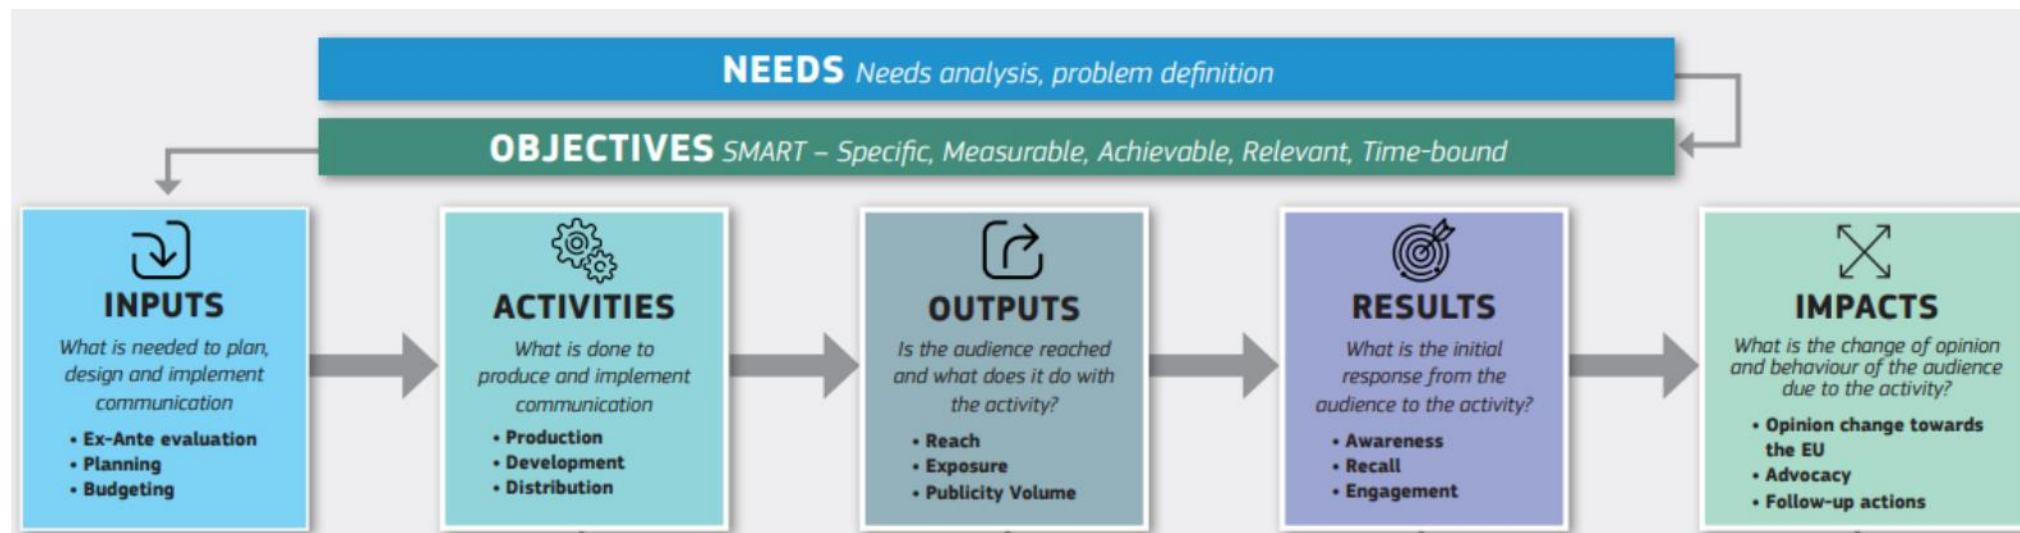 NEEDS Needs analysis, problem definition
OBJECTIVES SMART – Specific, Measurable, Achievable, Relevant, Time-bound
INPUTS
What is needed to plan,
design and implement
communication
• Ex-Ante evaluation
• Planning
• Budgeting
ACTIVITIES
What is done to
produce and implement
communication
• Production
• Development
• Distribution
OUTPUTS
Is the audience reached
and what does it do with
the activity?
• Reach
• Exposure
• Publicity Volume
RESULTS
What is the initial
response from the
audience to the activity?
• Awareness
• Recall
• Engagement
IMPACTS
What is the change of opinion
and behaviour of the audience
due to the activity?
• Opinion change towards
the EU
• Advocacy
• Follow-up actions